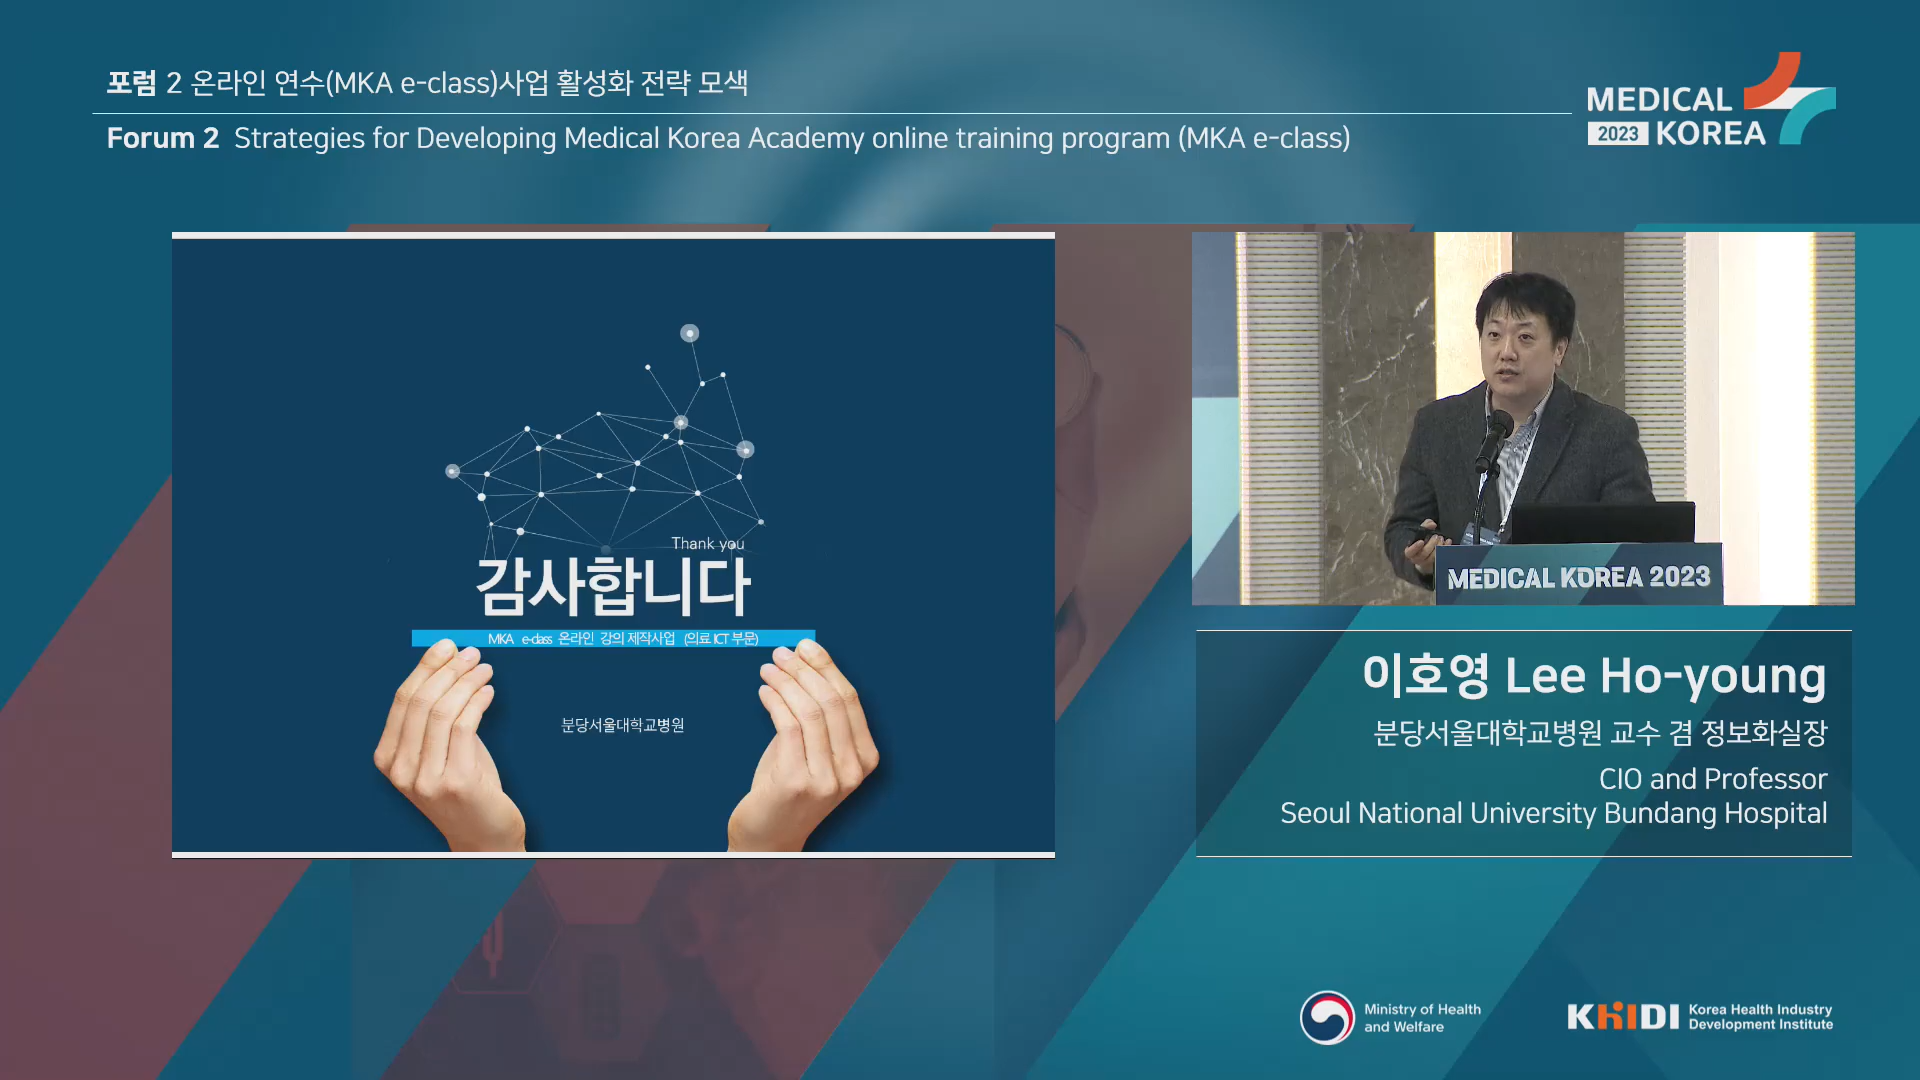 포럼 2 온라인 연수(MKA e-class)사업 활성화 전략 모색
Forum 2 Strategies for Developing Medical Korea Academy online training program (MKA e-class)
MEDICAL
2023 KOREA
Thank you
감사합니다
MKA e-class 온라인 강의 제작사업 (의료 ICT 부문)
분당서울대학교병원
MEDICAL KOREA 2023
이호영 Lee Ho-young
분당서울대학교병원 교수 겸 정보화실장
CIO and Professor
Seoul National University Bundang Hospital
Ministry of Health
and Welfare
KHIDI
Korea Health Industry
Development Institute